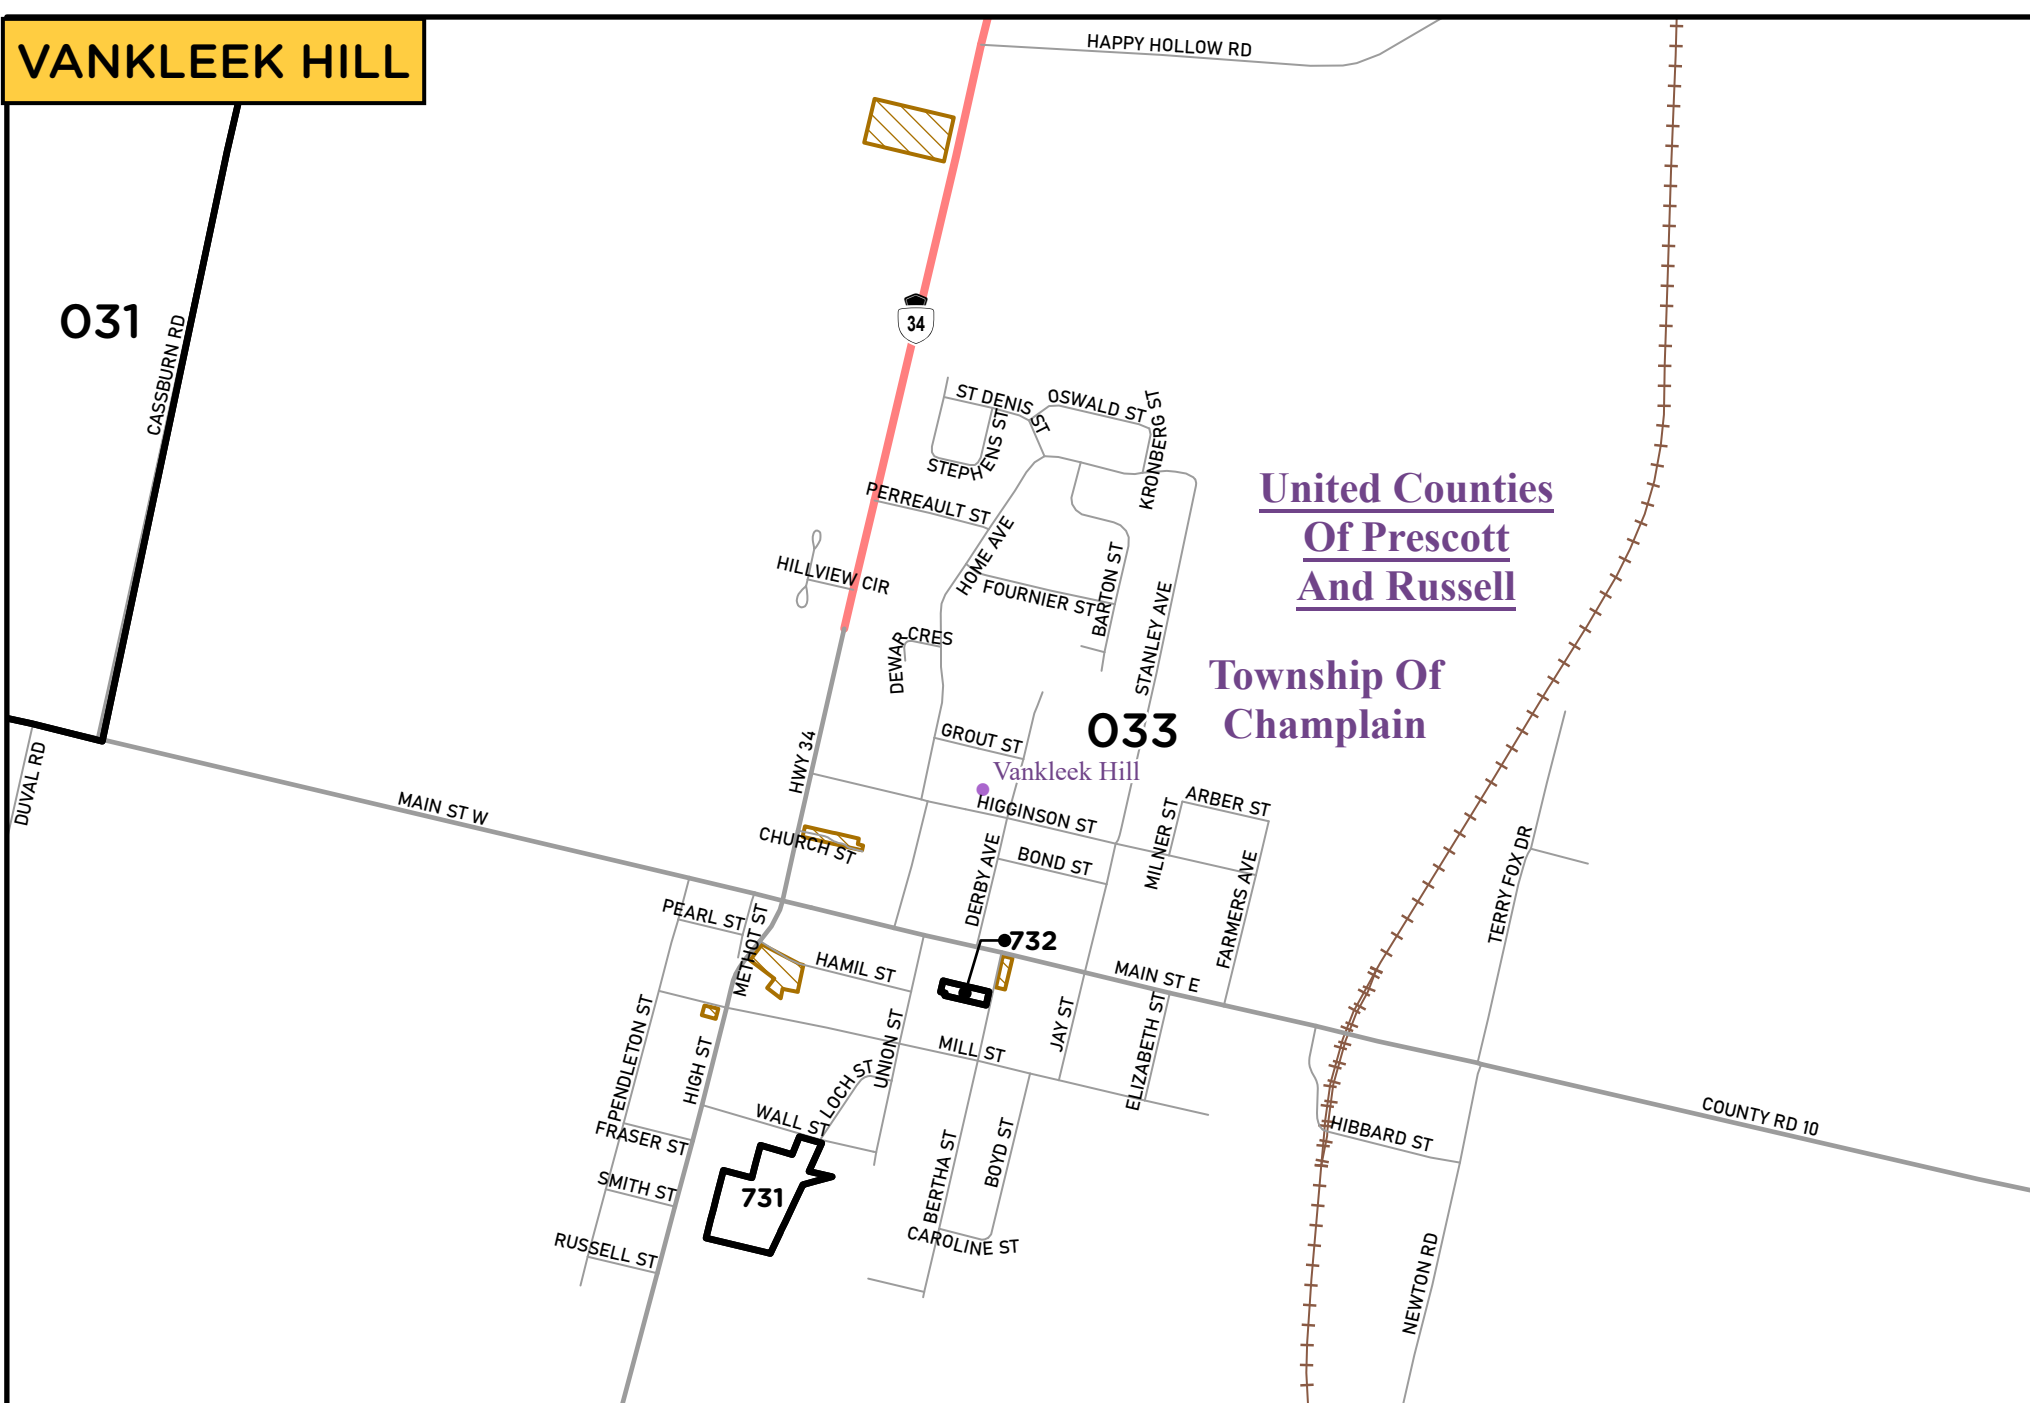 VANKLEEK HILL
HAPPY HOLLOW RD
031
CASSBURN RD
34
ST DENIS ST
OSWALD ST
KRONBERG ST
STEPHENS ST
PERREAULT ST
United Counties
Of Prescott
And Russell
HOME AVE
HILLVIEW CIR
FOURNIER ST
BARTON ST
STANLEY AVE
DEWAR CRES
Township Of
Champlain
033
GROUT ST
HWY 34
Vankleek Hill
DUVAL RD
MAIN ST W
HIGGINSON ST
ARBER ST
MILNER ST
CHURCH ST
BOND ST
DERBY AVE
FARMERS AVE
TERRY FOX DR
PEARL ST
METHOT ST
732
HAMIL ST
MAIN ST E
PENDLETON ST
HIGH ST
UNION ST
MILL ST
JAY ST
ELIZABETH ST
LOCH ST
WALL ST
COUNTY RD 10
HIBBARD ST
FRASER ST
BERTHA ST
BOYD ST
SMITH ST
731
RUSSELL ST
CAROLINE ST
NEWTON RD